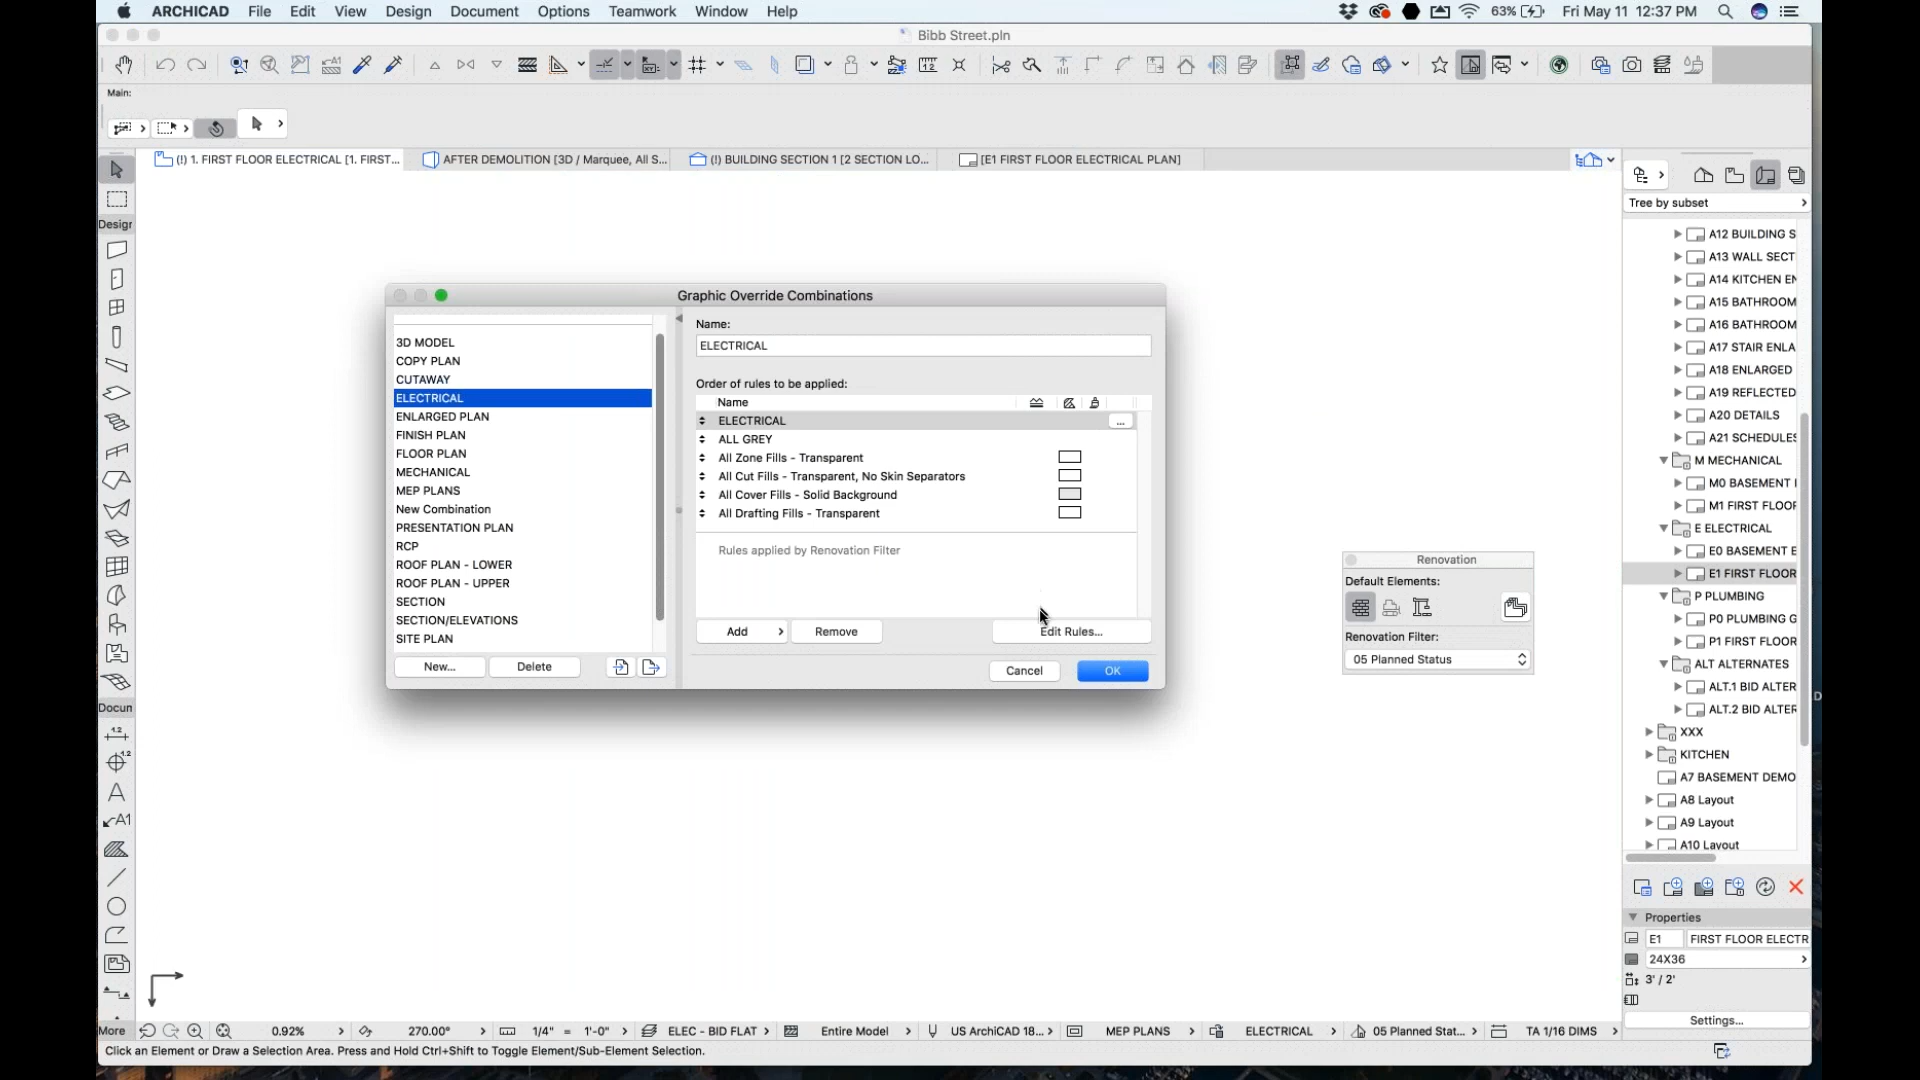 ARCHICAD File Edit View Design Document Options Teamwork Window Help
63% Fri May 11 12:37 PM
Bibb Street.pln
Main:
(!) 1. FIRST FLOOR ELECTRICAL [1. FIRST...
AFTER DEMOLITION [3D / Marquee, All S...
(!) BUILDING SECTION 1 [2 SECTION LO...
[E1 FIRST FLOOR ELECTRICAL PLAN]
Desigr
Docun
More
Graphic Override Combinations
3D MODEL
COPY PLAN
CUTAWAY
ELECTRICAL
ENLARGED PLAN
FINISH PLAN
FLOOR PLAN
MECHANICAL
MEP PLANS
New Combination
PRESENTATION PLAN
RCP
ROOF PLAN - LOWER
ROOF PLAN - UPPER
SECTION
SECTION/ELEVATIONS
SITE PLAN
New... Delete
Name:
ELECTRICAL
Order of rules to be applied:
Name
ELECTRICAL ...
ALL GREY
All Zone Fills - Transparent
All Cut Fills - Transparent, No Skin Separators
All Cover Fills - Solid Background
All Drafting Fills - Transparent
Rules applied by Renovation Filter
Add Remove Edit Rules...
Cancel OK
Renovation
Default Elements:
Renovation Filter:
05 Planned Status
Tree by subset
A12 BUILDING S
A13 WALL SECT
A14 KITCHEN EN
A15 BATHROOM
A16 BATHROOM
A17 STAIR ENLA
A18 ENLARGED
A19 REFLECTED
A20 DETAILS
A21 SCHEDULES
M MECHANICAL
M0 BASEMENT
M1 FIRST FLOOR
E ELECTRICAL
E0 BASEMENT E
E1 FIRST FLOOR
P PLUMBING
P0 PLUMBING G
P1 FIRST FLOOR
ALT ALTERNATES
ALT.1 BID ALTER
ALT.2 BID ALTER
XXX
KITCHEN
A7 BASEMENT DEMO
A8 Layout
A9 Layout
A10 Layout
Properties
E1 FIRST FLOOR ELECTR
24X36
3' / 2'
Settings...
0.92% 270.00° 1/4" = 1'-0" ELEC - BID FLAT Entire Model US ArchiCAD 18... MEP PLANS ELECTRICAL 05 Planned Stat... TA 1/16 DIMS
Click an Element or Draw a Selection Area. Press and Hold Ctrl+Shift to Toggle Element/Sub-Element Selection.